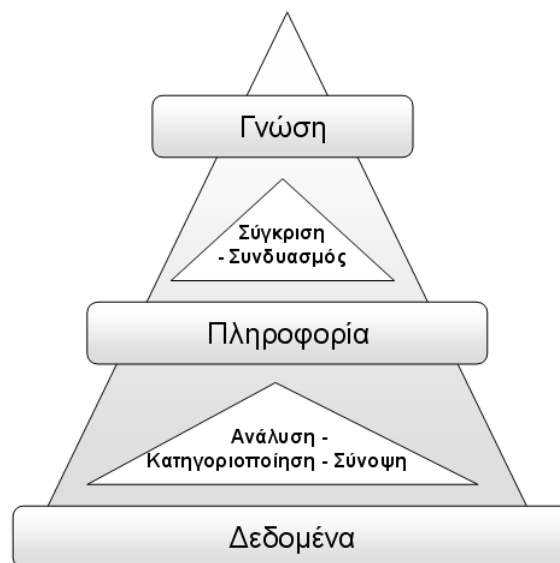 Γνώση
Σύγκριση
- Συνδυασμός
Πληροφορία
Ανάλυση -
Κατηγοριοποίηση - Σύνοψη
Δεδομένα